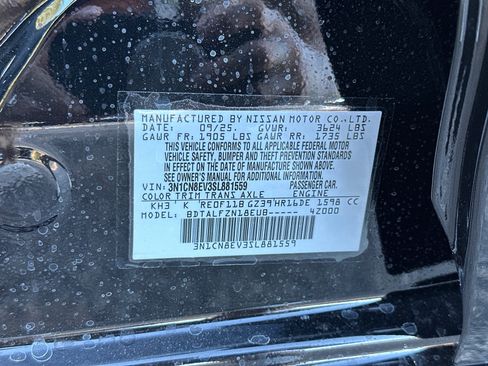 MANUFACTURED BY NISSAN MOTOR CO.,LTD.
DATE: 09/25. GVWR: 3624 LBS
GAWR FR: 1905 LBS GAWR RR: 1735 LBS
THIS VEHICLE CONFORMS TO ALL
APPLICABLE FEDERAL MOTOR
VEHICLE SAFETY, BUMPER AND THEFT PREVENTION STANDARDS
IN EFFECT ON THE DATE OF MANUFACTURE SHOWN ABOVE.
SEE OWNER'S MANUAL FOR ADDITIONAL INFORMATION.
VIN: 3N1CN8EV3SL881559 PASSENGER CAR.
COLOR TRIM TRANS AXLE ENGINE
KH3 K RE0F11B GZ39 HR16DE 1598 CC
MODEL: BDTALFZN18EUB----- 4Z000
3N1CN8EV3SL881559